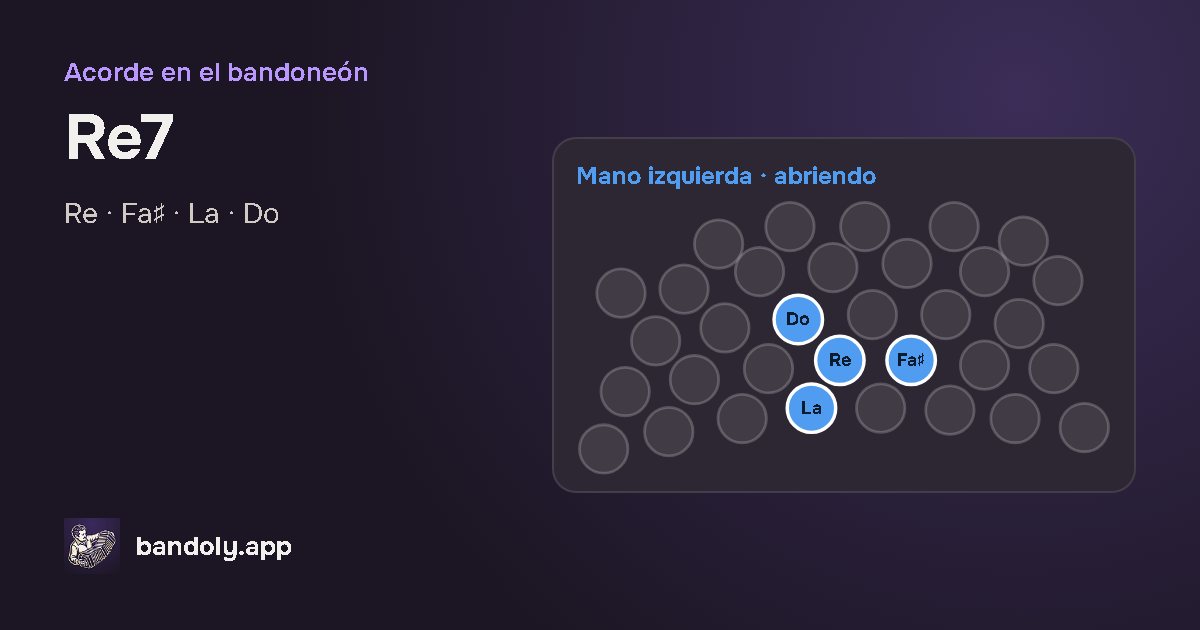 Acorde en el bandoneón
Re7
Re · Fa♯ · La · Do
Mano izquierda · abriendo
Do
Re
Fa♯
La
bandoly.app